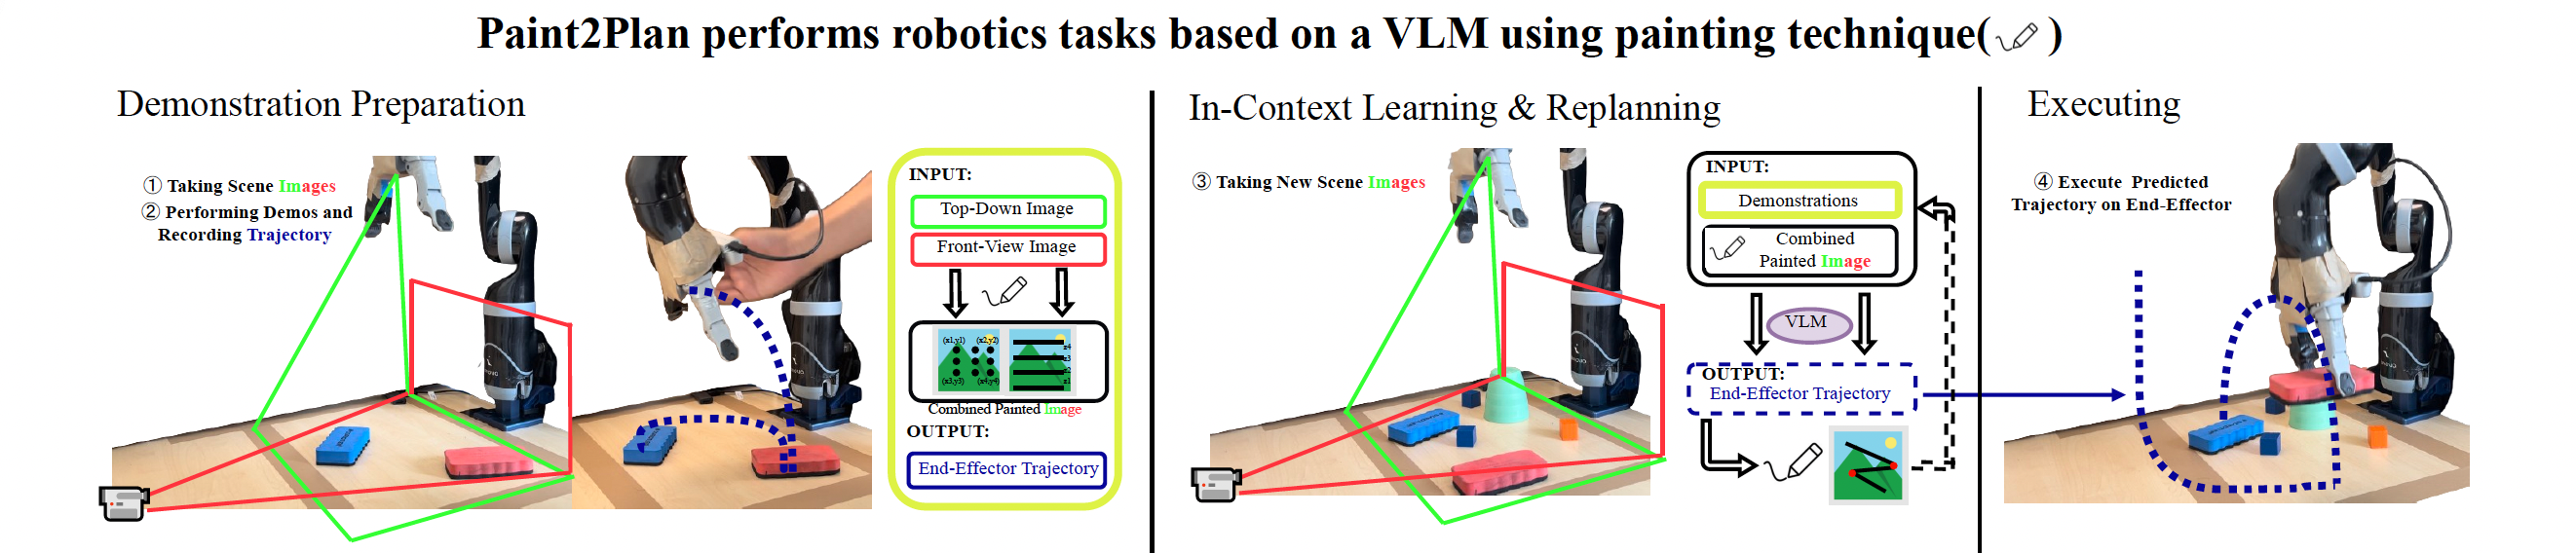 Paint2Plan performs robotics tasks based on a VLM using painting technique( )
Demonstration Preparation
① Taking Scene Images
② Performing Demos and
Recording Trajectory
INPUT:
Top-Down Image
Front-View Image
(x1,y1) (x2,y2)
(x3,y3) (x4,y4)
z4
z3
z2
z1
Combined Painted Image
OUTPUT:
End-Effector Trajectory
In-Context Learning & Replanning
③ Taking New Scene Images
INPUT:
Demonstrations
Combined
Painted Image
VLM
OUTPUT:
End-Effector Trajectory
Executing
④ Execute Predicted
Trajectory on End-Effector